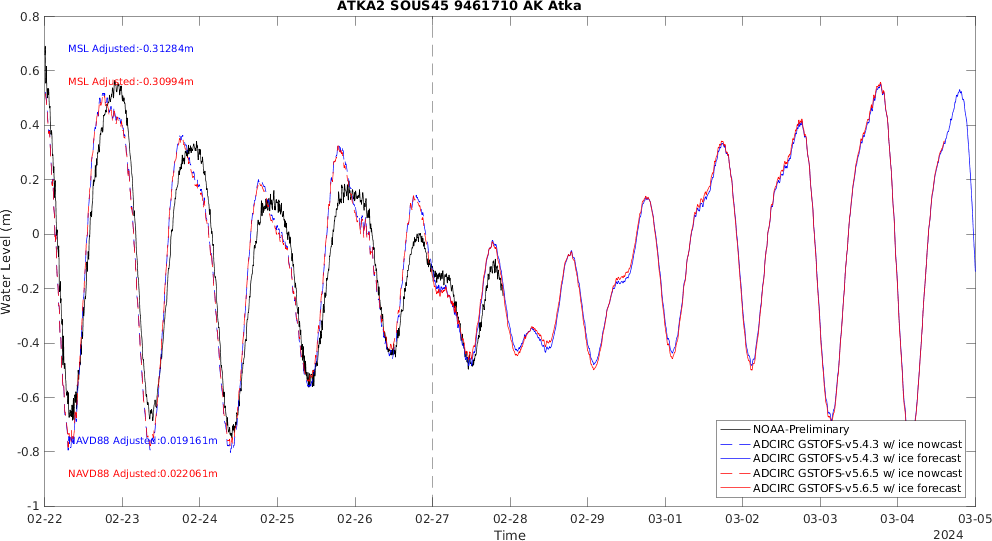 ATKA2 SOUS45 9461710 AK Atka
0.8
0.6
0.4
0.2
0
-0.2
-0.4
-0.6
-0.8
-1
Water Level (m)
MSL Adjusted:-0.31284m
MSL Adjusted:-0.30994m
NAVD88 Adjusted:0.019161m
NAVD88 Adjusted:0.022061m
NOAA-Preliminary
ADCIRC GSTOFS-v5.4.3 w/ ice nowcast
ADCIRC GSTOFS-v5.4.3 w/ ice forecast
ADCIRC GSTOFS-v5.6.5 w/ ice nowcast
ADCIRC GSTOFS-v5.6.5 w/ ice forecast
02-22 02-23 02-24 02-25 02-26 02-27 02-28 02-29 03-01 03-02 03-03 03-04 03-05
Time
2024